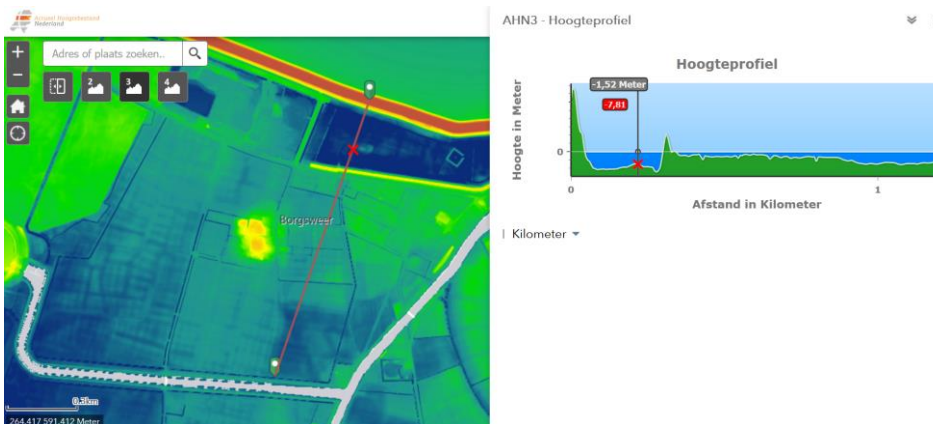 Actueel Hoogtebestand
Nederland
Adres of plaats zoeken..
2
3
4
Borgsweer
0.3km
264.417 591.412 Meter
AHN3 - Hoogteprofiel
Hoogteprofiel
-1,52 Meter
-7,81
Hoogte in Meter
0
0
1
Afstand in Kilometer
Kilometer